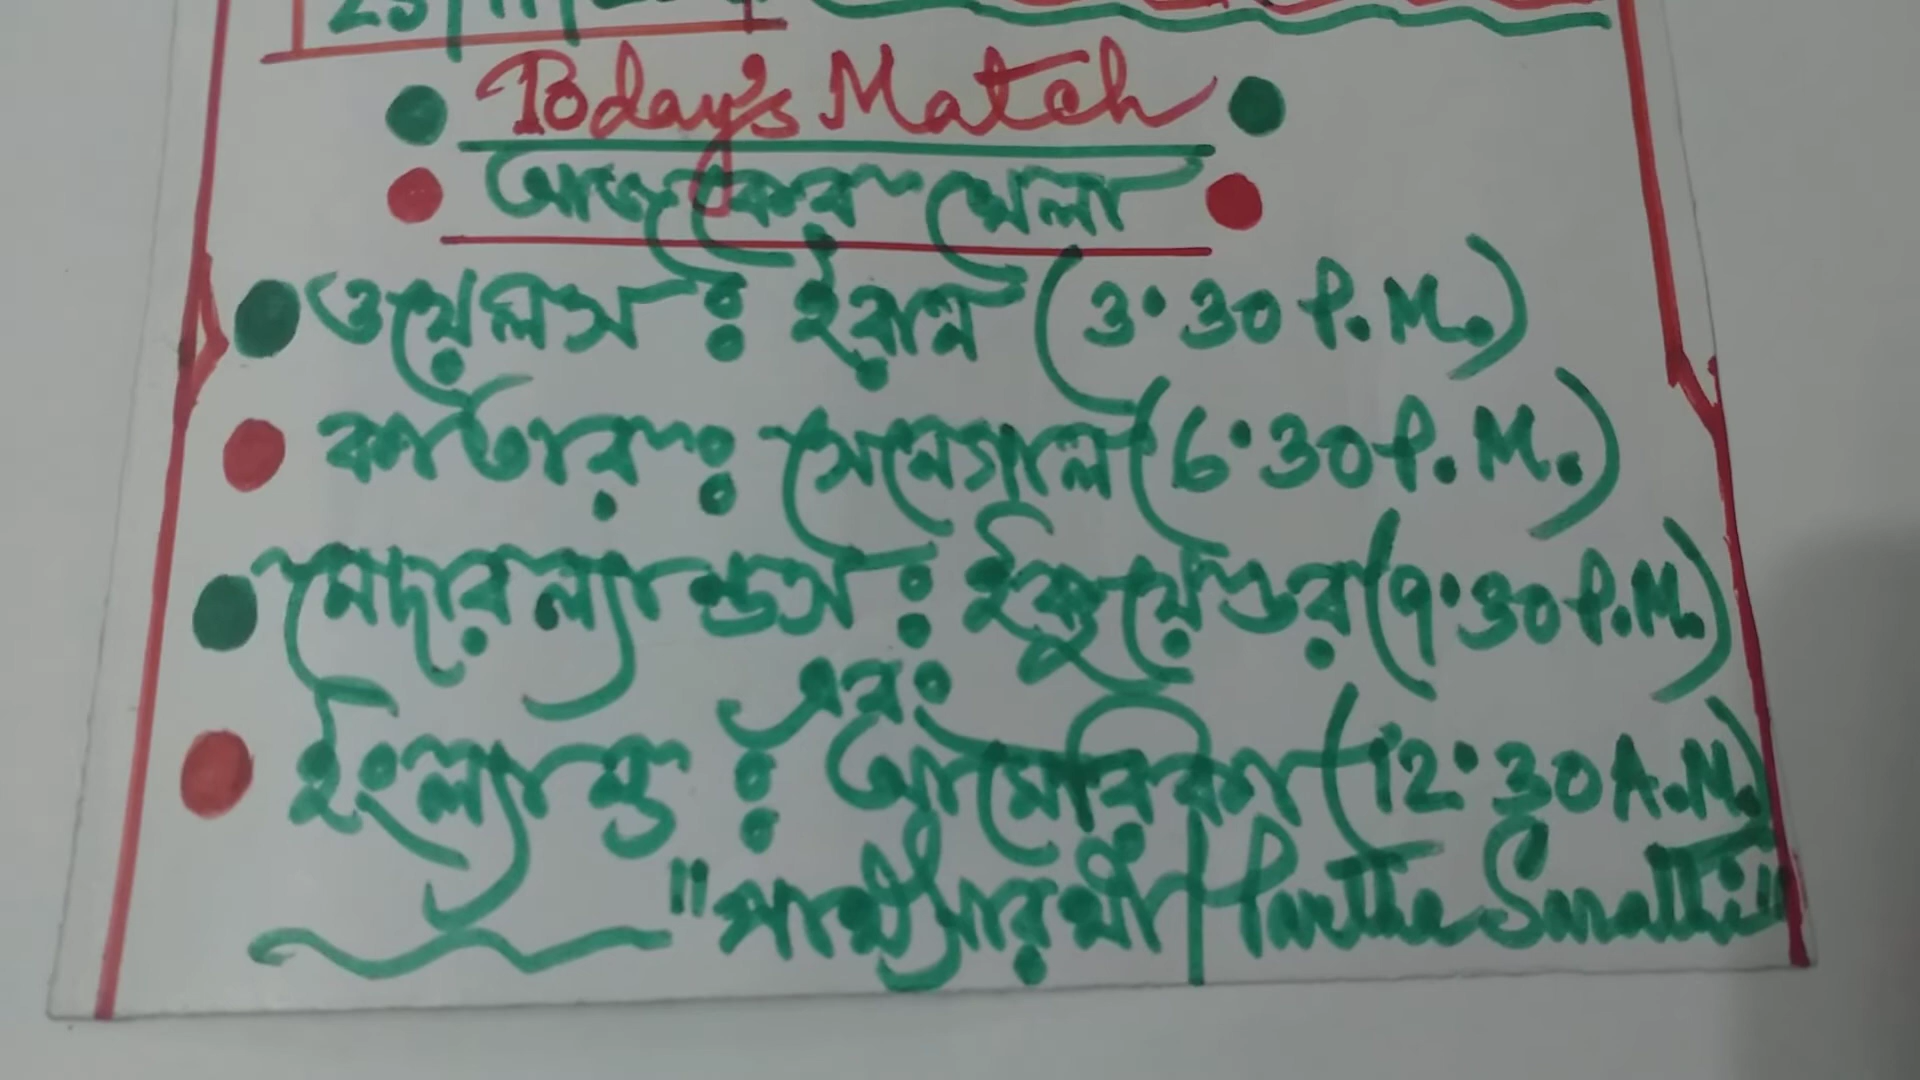 Today's Match
আজকের খেলা
ওয়েলস : ইরান (3·30 P.M.)
কাতার : সেনেগাল (6·30 P.M.)
নেদারল্যান্ডস : ইকুয়েডর (9·30 P.M.)
এবং
ইংল্যান্ড : আমেরিকা (12·30 A.M.)
"পার্থসারথী | Partha Sarathi"